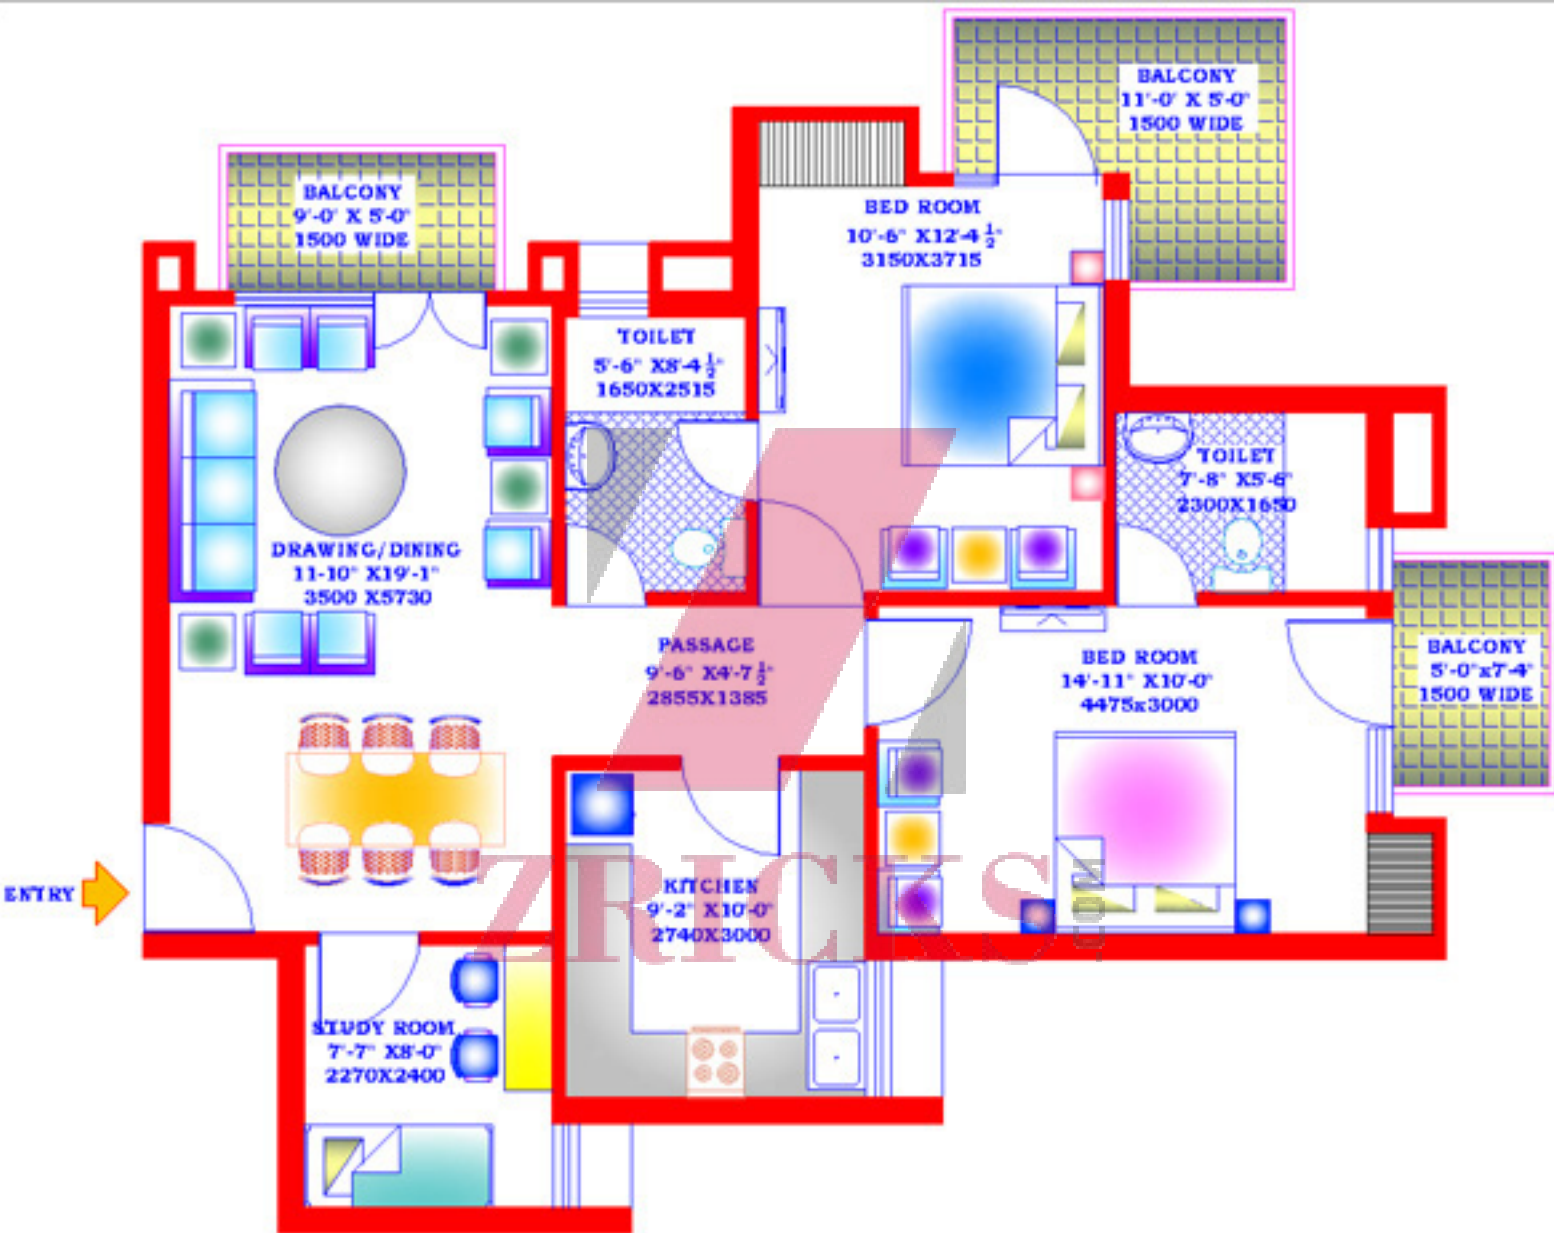 BALCONY
11'-0' X 5'-0"
1500 WIDE
BALCONY
9'-0' X 5'-0"
1500 WIDE
BED ROOM
10'-6" X12'-4 1/2"
3150X3715
TOILET
5'-6" X8'-4 1/2"
1650X2515
TOILET
7'-8" X5'-6"
2300X1650
DRAWING/DINING
11-10" X19'-1"
3500 X5730
PASSAGE
9'-6" X4'-7 1/2"
2855X1385
BED ROOM
14'-11" X10'-0"
4475x3000
BALCONY
5'-0"x7'-4"
1500 WIDE
ENTRY
KITCHEN
9'-2" X10'-0"
2740X3000
ZRICKS
.COM
STUDY ROOM
7'-7" X8'-0"
2270X2400